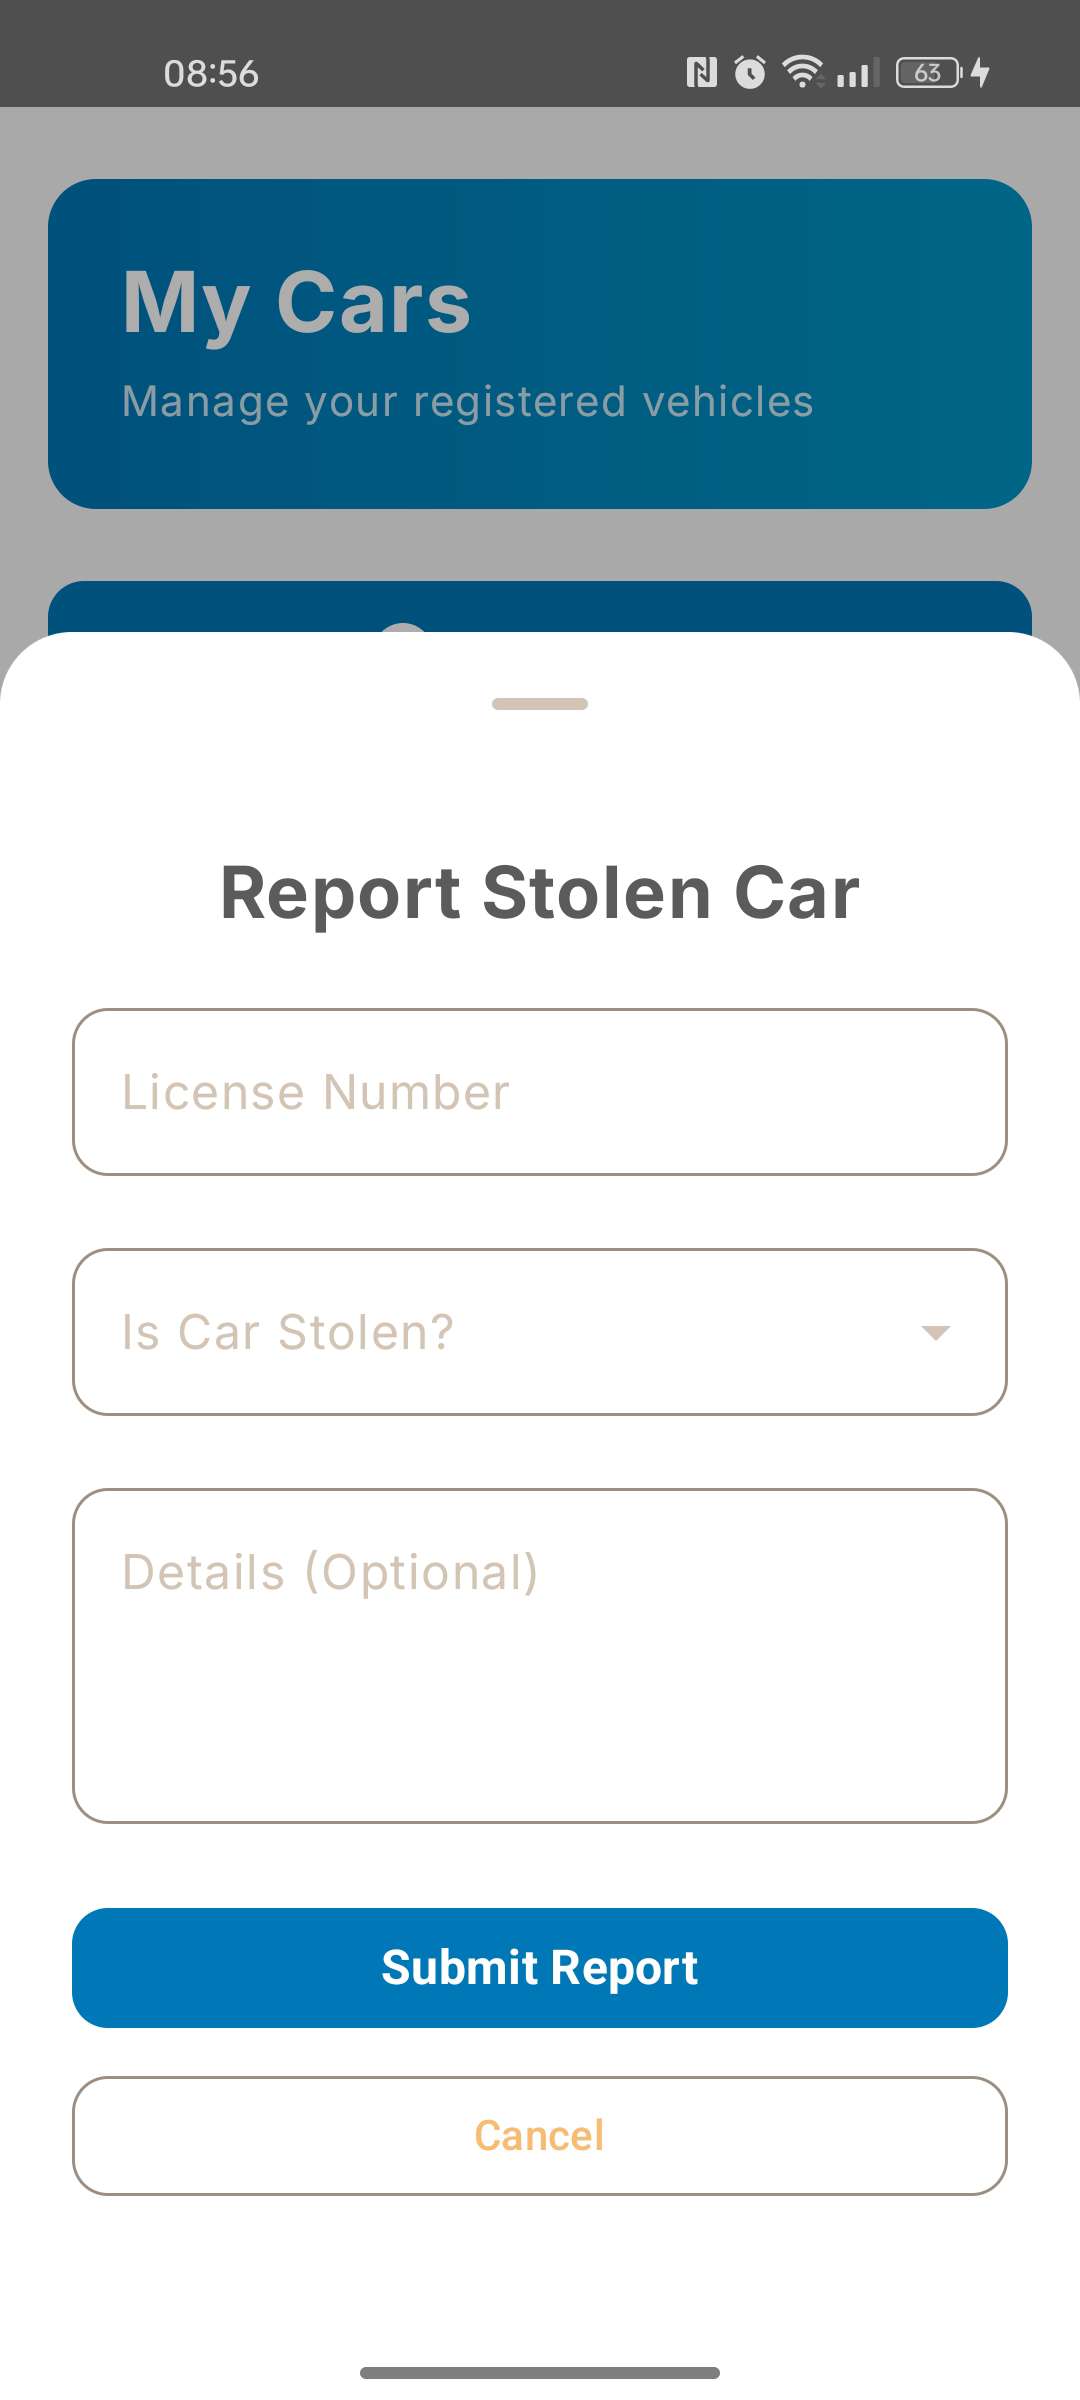 08:56
63
My Cars
Manage your registered vehicles
Report Stolen Car
License Number
Is Car Stolen?
Details (Optional)
Submit Report
Cancel